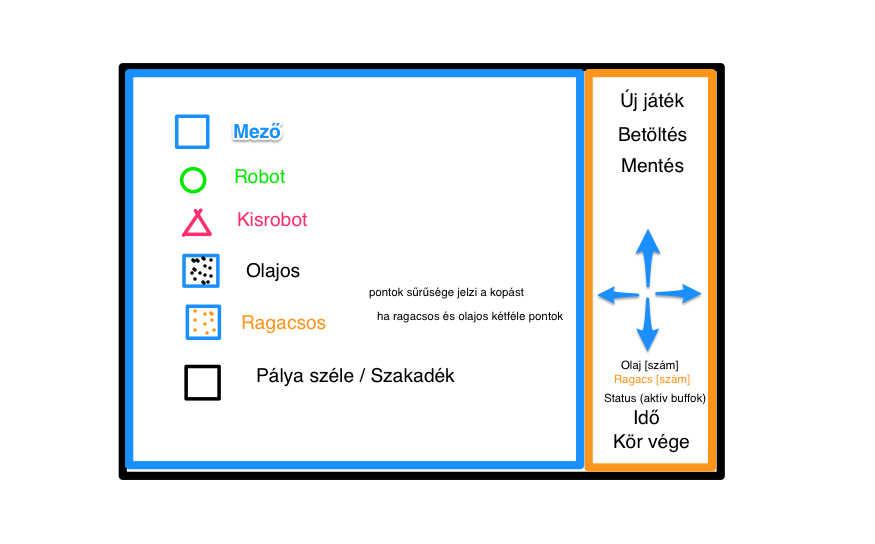 Mező
Robot
Kisrobot
Olajos
pontok sűrűsége jelzi a kopást
ha ragacsos és olajos kétféle pontok
Ragacsos
Pálya széle / Szakadék
Új játék
Betöltés
Mentés
Olaj [szám]
Ragacs [szám]
Status (aktív buffok)
Idő
Kör vége